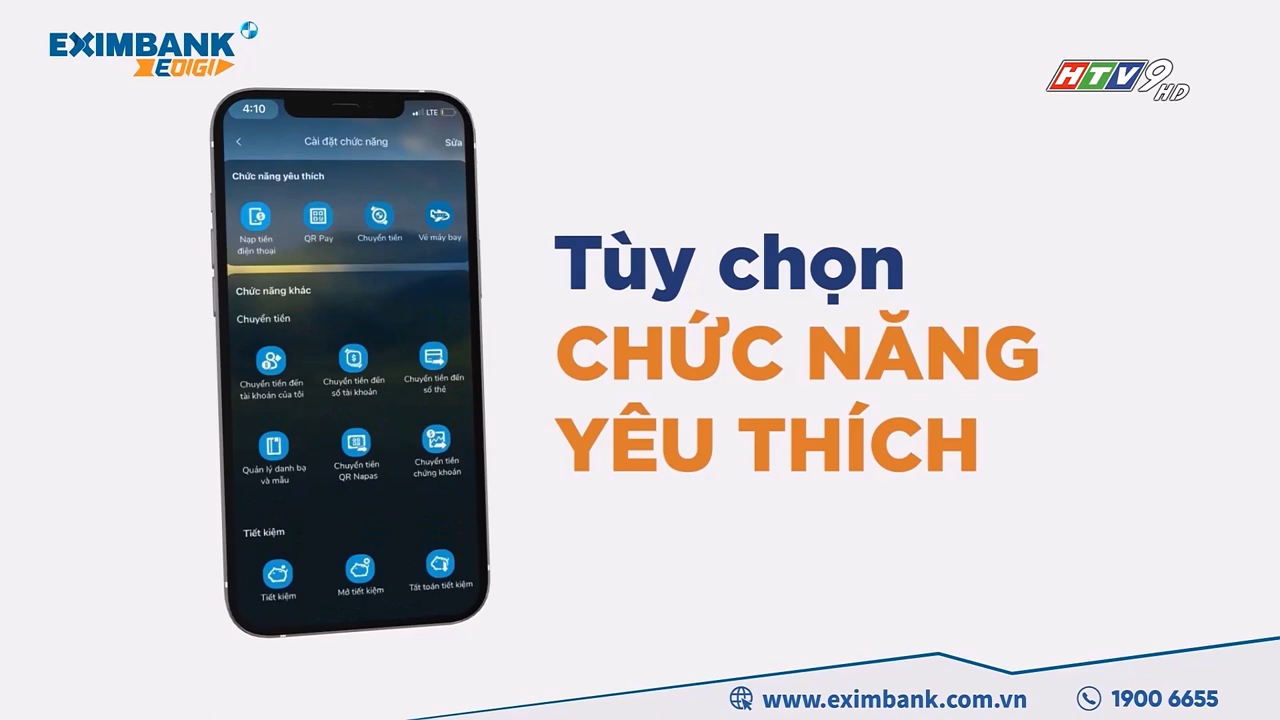 EXIMBANK
EDIGI
HTV9
HD
4:10
LTE
Cài đặt chức năng
Sửa
Chức năng yêu thích
Nạp tiền
điện thoại
QR Pay
Chuyển tiền
Vé máy bay
Chức năng khác
Chuyển tiền
Chuyển tiền đến
tài khoản của tôi
Chuyển tiền đến
số tài khoản
Chuyển tiền đến
số thẻ
Quản lý danh bạ
và mẫu
Chuyển tiền
QR Napas
Chuyển tiền
chứng khoán
Tiết kiệm
Tiết kiệm
Mở tiết kiệm
Tất toán tiết kiệm
Tùy chọn
CHỨC NĂNG
YÊU THÍCH
www.eximbank.com.vn
1900 6655